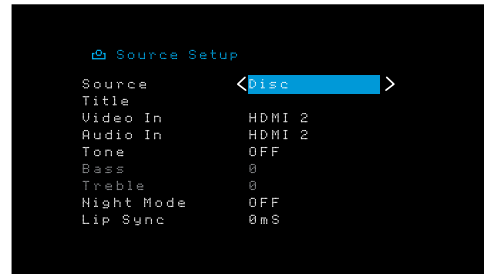 Source Setup
Source < Disc >
Title
Video In HDMI 2
Audio In HDMI 2
Tone OFF
Bass 0
Treble 0
Night Mode OFF
Lip Sync 0mS